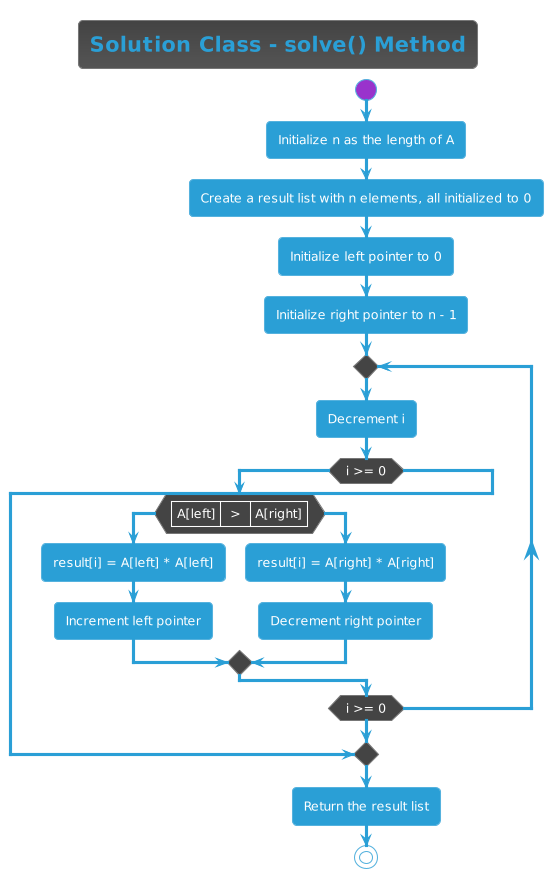 Solution Class - solve() Method
Initialize n as the length of A
Create a result list with n elements, all initialized to 0
Initialize left pointer to 0
Initialize right pointer to n - 1
Decrement i
i >= 0
A[left] > A[right]
result[i] = A[left] * A[left]
result[i] = A[right] * A[right]
Increment left pointer
Decrement right pointer
i >= 0
Return the result list